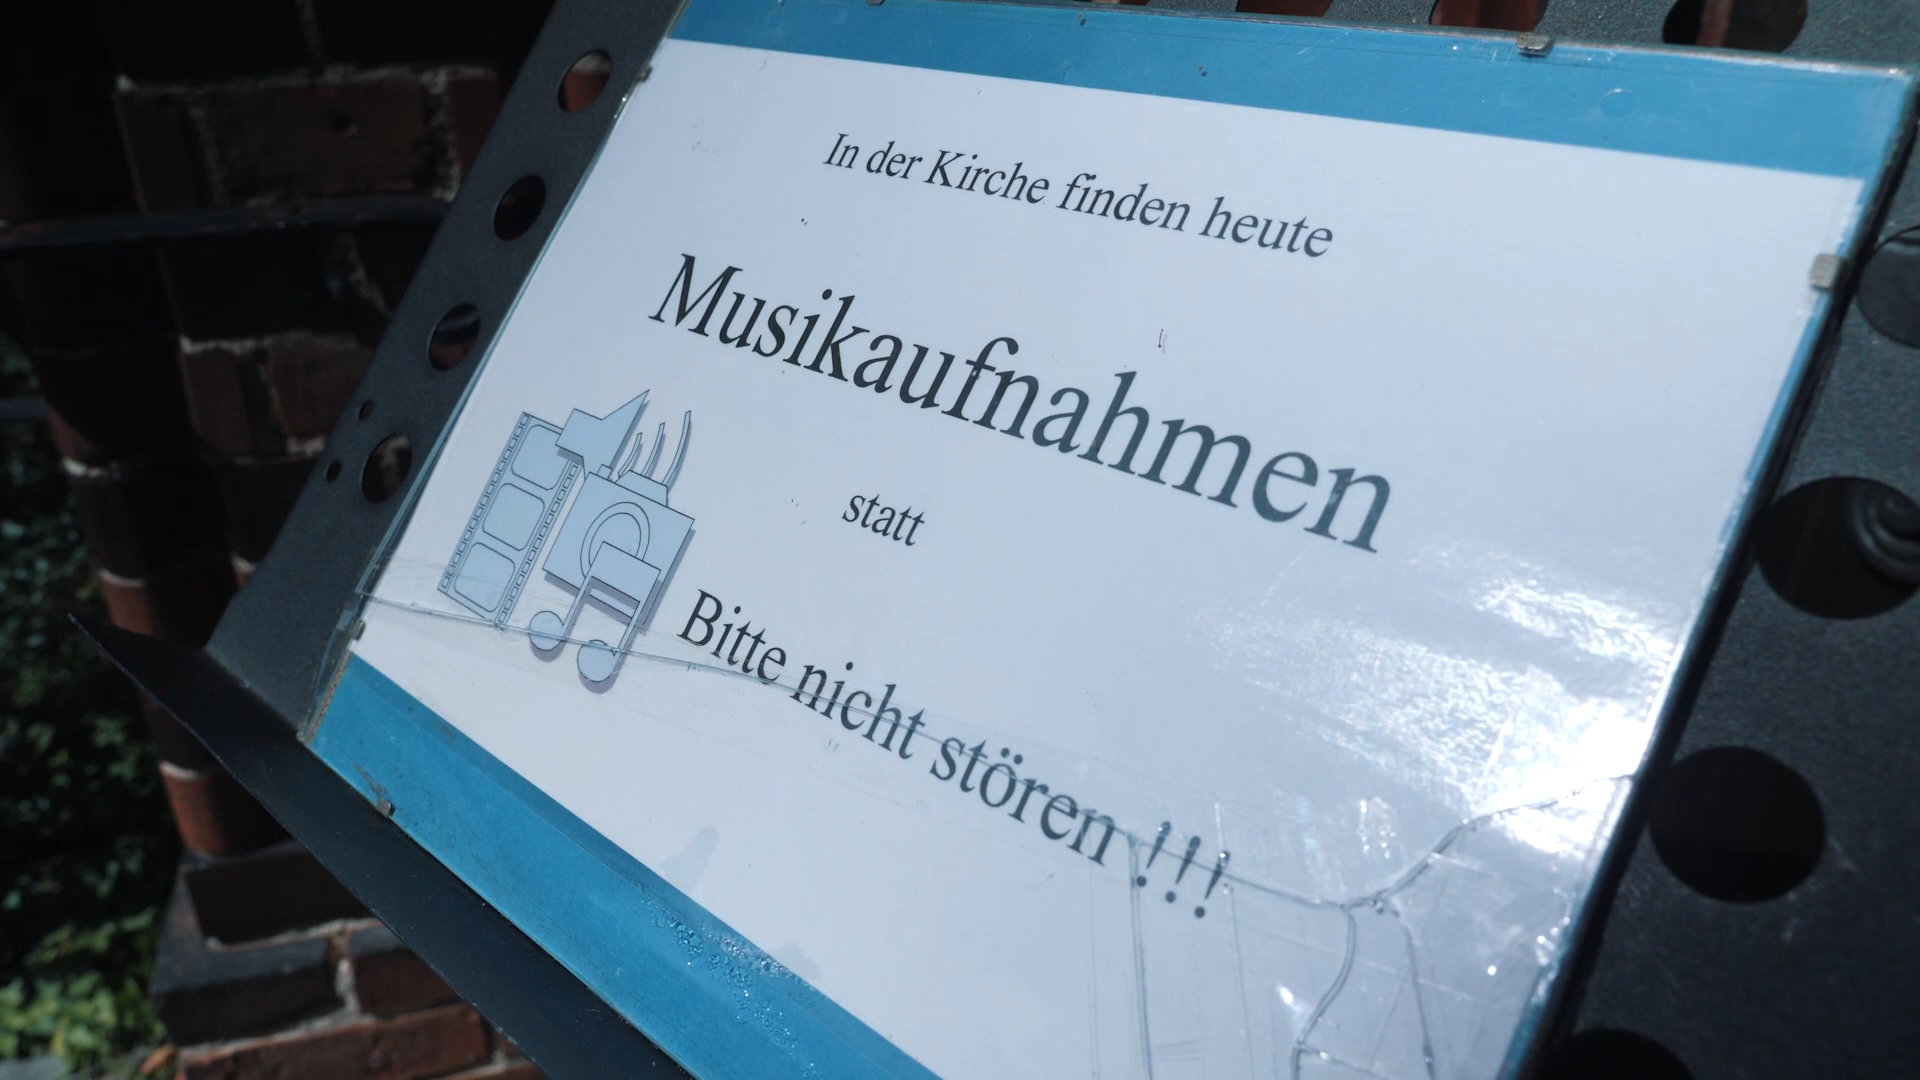 In der Kirche finden heute
Musikaufnahmen
statt
Bitte nicht stören !!!